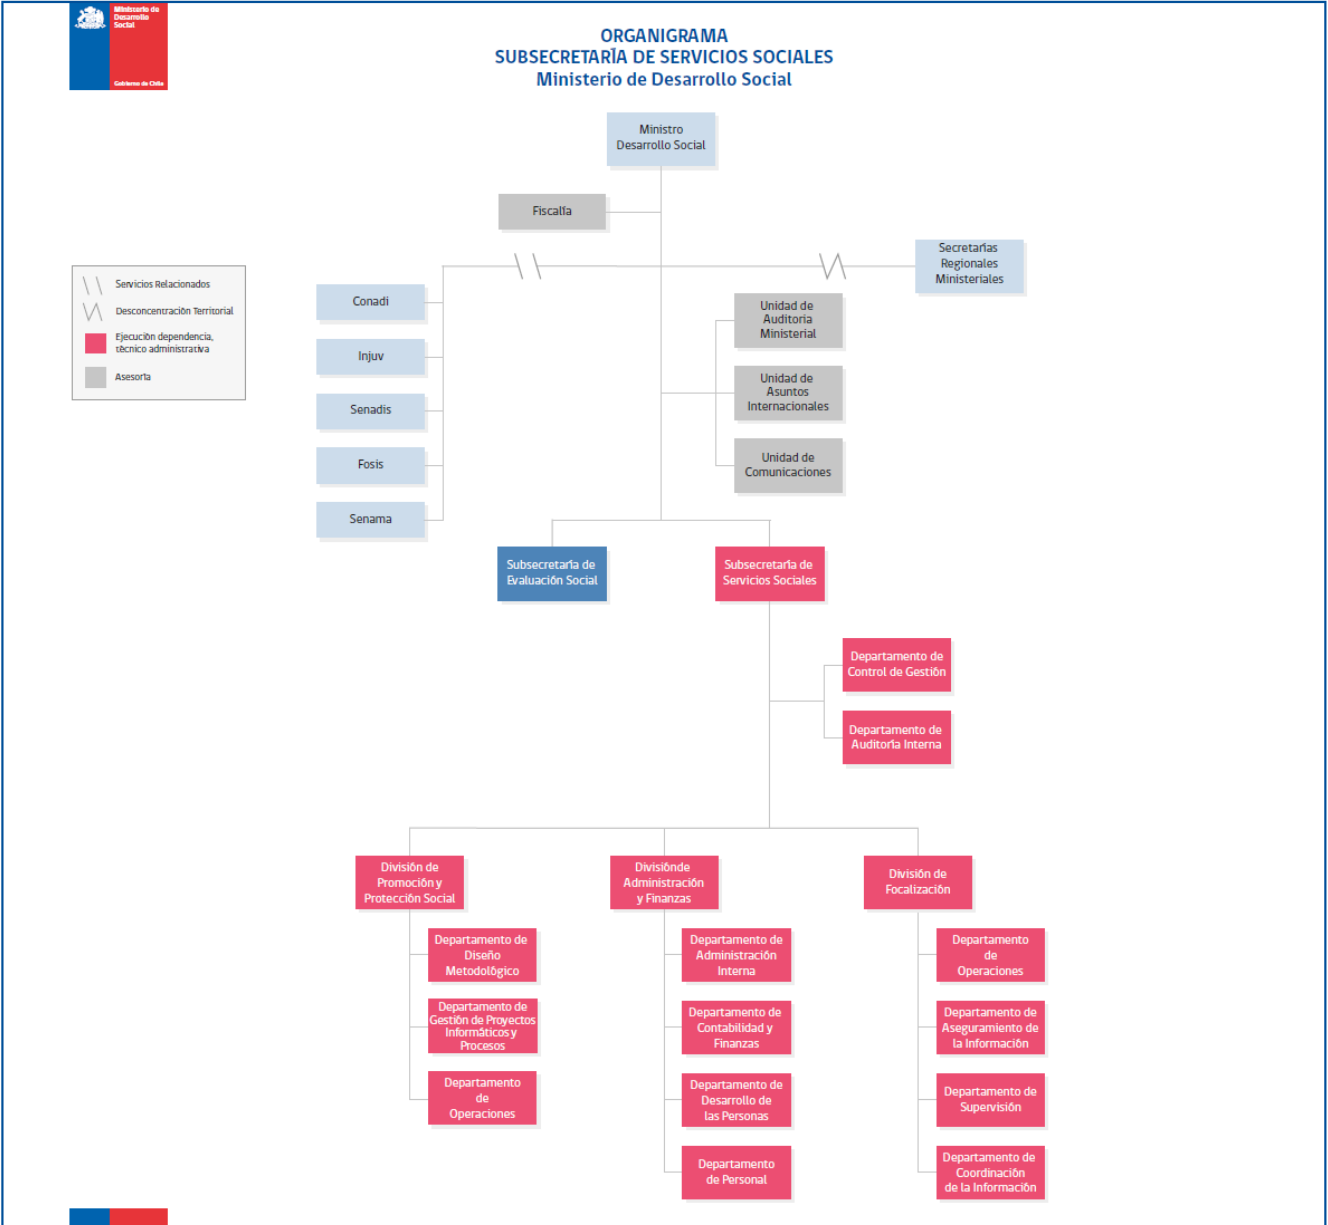 Ministerio de
Desarrollo
Social
Gobierno de Chile
ORGANIGRAMA
SUBSECRETARÍA DE SERVICIOS SOCIALES
Ministerio de Desarrollo Social
Ministro
Desarrollo Social
Fiscalía
Secretarías
Regionales
Ministeriales
Servicios Relacionados
Desconcentración Territorial
Ejecución dependencia,
técnico administrativa
Asesoría
Conadi
Injuv
Senadis
Fosis
Senama
Unidad de
Auditoria
Ministerial
Unidad de
Asuntos
Internacionales
Unidad de
Comunicaciones
Subsecretaría de
Evaluación Social
Subsecretaría de
Servicios Sociales
Departamento de
Control de Gestión
Departamento de
Auditoría Interna
División de
Promoción y
Protección Social
Divisiónde
Administración
y Finanzas
División de
Focalización
Departamento de
Diseño
Metodológico
Departamento de
Gestión de Proyectos
Informáticos y
Procesos
Departamento
de
Operaciones
Departamento de
Administración
Interna
Departamento de
Contabilidad y
Finanzas
Departamento de
Desarrollo de
las Personas
Departamento
de Personal
Departamento
de
Operaciones
Departamento de
Aseguramiento de
la Información
Departamento de
Supervisión
Departamento de
Coordinación
de la Información